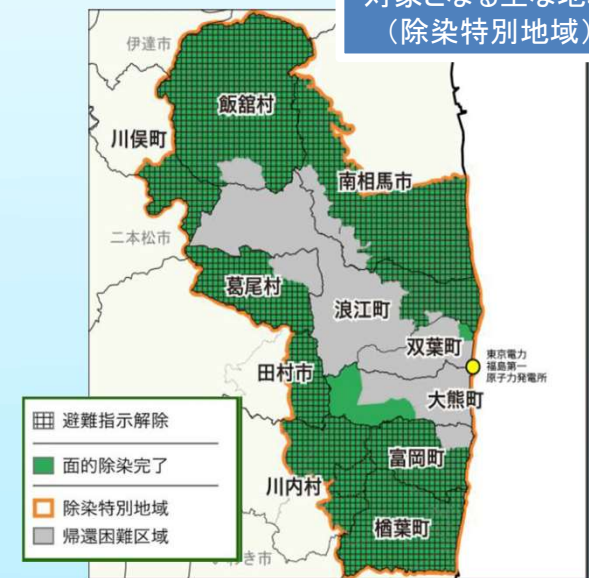 (除染特別地域)
伊達市
飯舘村
川俣町
南相馬市
二本松市
葛尾村
浪江町
双葉町
東京電力
福島第一
原子力発電所
田村市
大熊町
避難指示解除
面的除染完了
富岡町
川内村
除染特別地域
帰還困難区域
楢葉町
き市